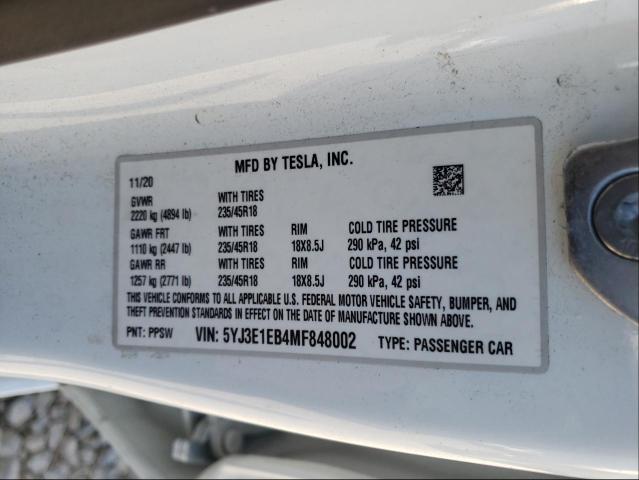 MFD BY TESLA, INC.
11/20
GVWR WITH TIRES
2220 kg (4894 lb) 235/45R18
GAWR FRT WITH TIRES RIM COLD TIRE PRESSURE
1110 kg (2447 lb) 235/45R18 18X8.5J 290 kPa, 42 psi
GAWR RR WITH TIRES RIM COLD TIRE PRESSURE
1257 kg (2771 lb) 235/45R18 18X8.5J 290 kPa, 42 psi
THIS VEHICLE CONFORMS TO ALL APPLICABLE U.S. FEDERAL MOTOR VEHICLE SAFETY, BUMPER, AND
THEFT PREVENTION STANDARDS IN EFFECT ON THE DATE OF MANUFACTURE SHOWN ABOVE.
PNT: PPSW VIN: 5YJ3E1EB4MF848002 TYPE: PASSENGER CAR